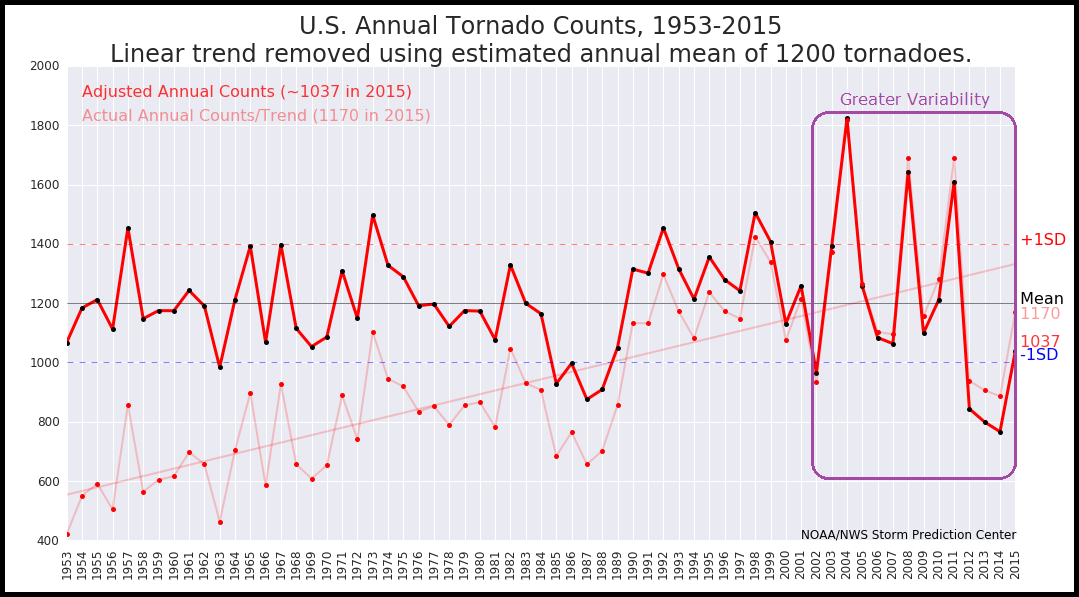 U.S. Annual Tornado Counts, 1953-2015
Linear trend removed using estimated annual mean of 1200 tornadoes.
2000
Adjusted Annual Counts (~1037 in 2015)
Greater Variability
Actual Annual Counts/Trend (1170 in 2015)
1800
1600
1400
+1SD
1200
Mean
1170
1037
1000
-1SD
800
600
NOAA/NWS Storm Prediction Center
400
1953 1954 1955 1956 1957 1958 1959 1960 1961 1962 1963 1964 1965 1966 1967 1968 1969 1970 1971 1972 1973 1974 1975 1976 1977 1978 1979 1980 1981 1982 1983 1984 1985 1986 1987 1988 1989 1990 1991 1992 1993 1994 1995 1996 1997 1998 1999 2000 2001 2002 2003 2004 2005 2006 2007 2008 2009 2010 2011 2012 2013 2014 2015